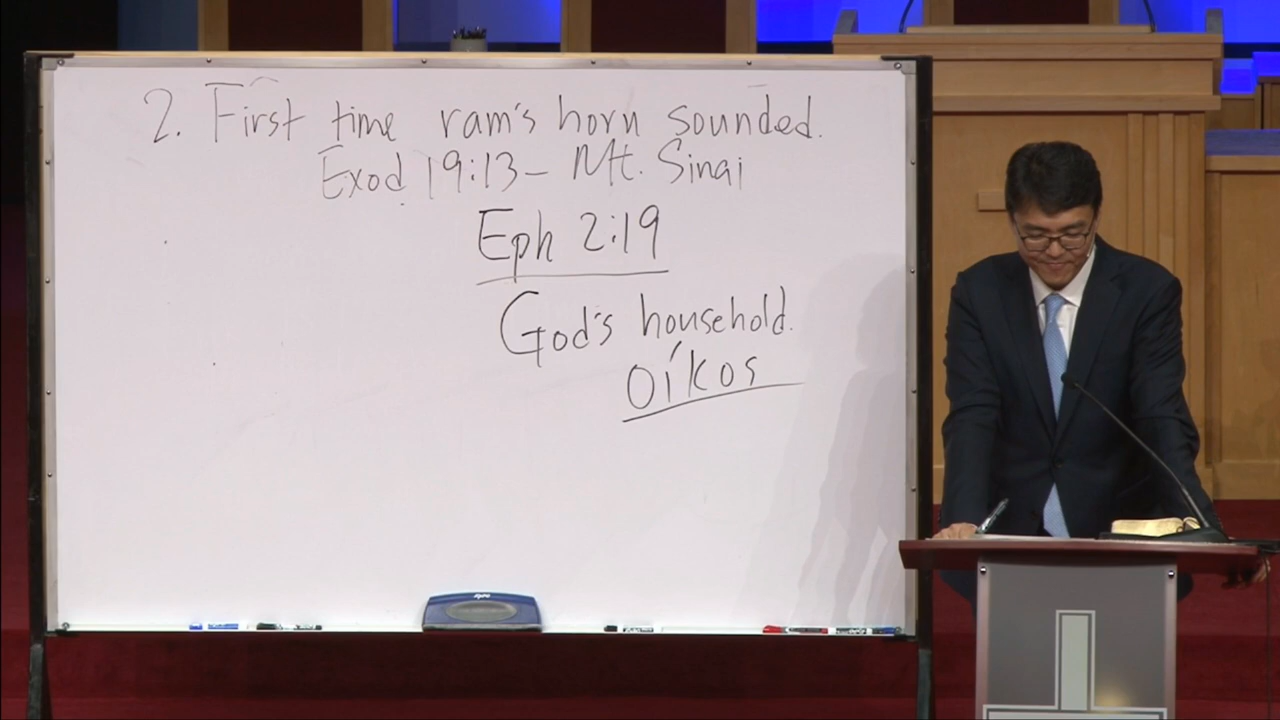 2. First time ram's horn sounded.
Exod. 19:13 - Mt. Sinai
Eph 2:19
God's household.
oíkos